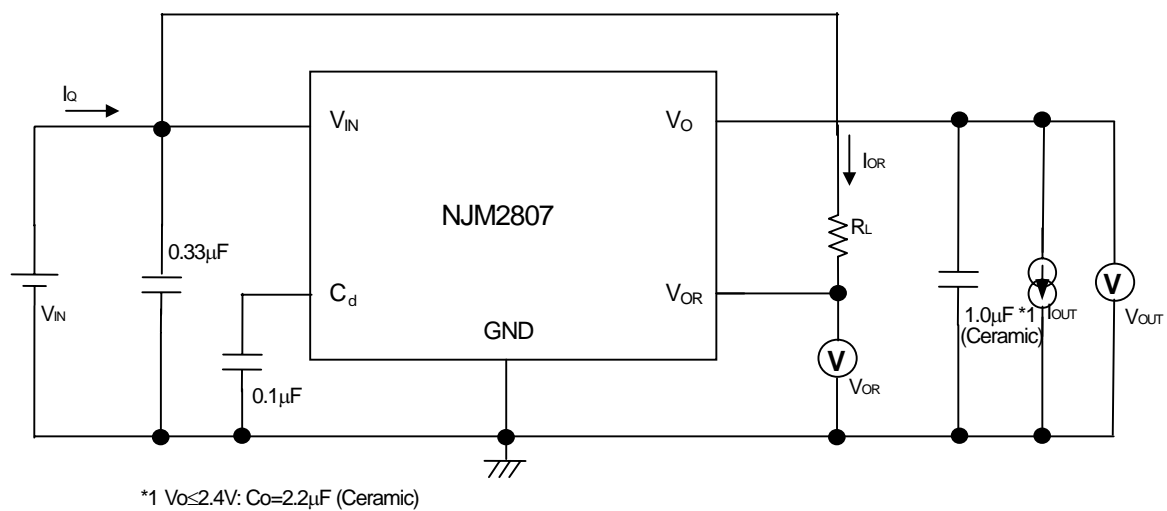 IQ
VIN
VO
IOR
NJM2807
RL
0.33μF
VIN
Cd
VOR
GND
1.0μF *1
(Ceramic)
IOUT
V
VOUT
V
VOR
0.1μF
*1 Vo≤2.4V: Co=2.2μF (Ceramic)